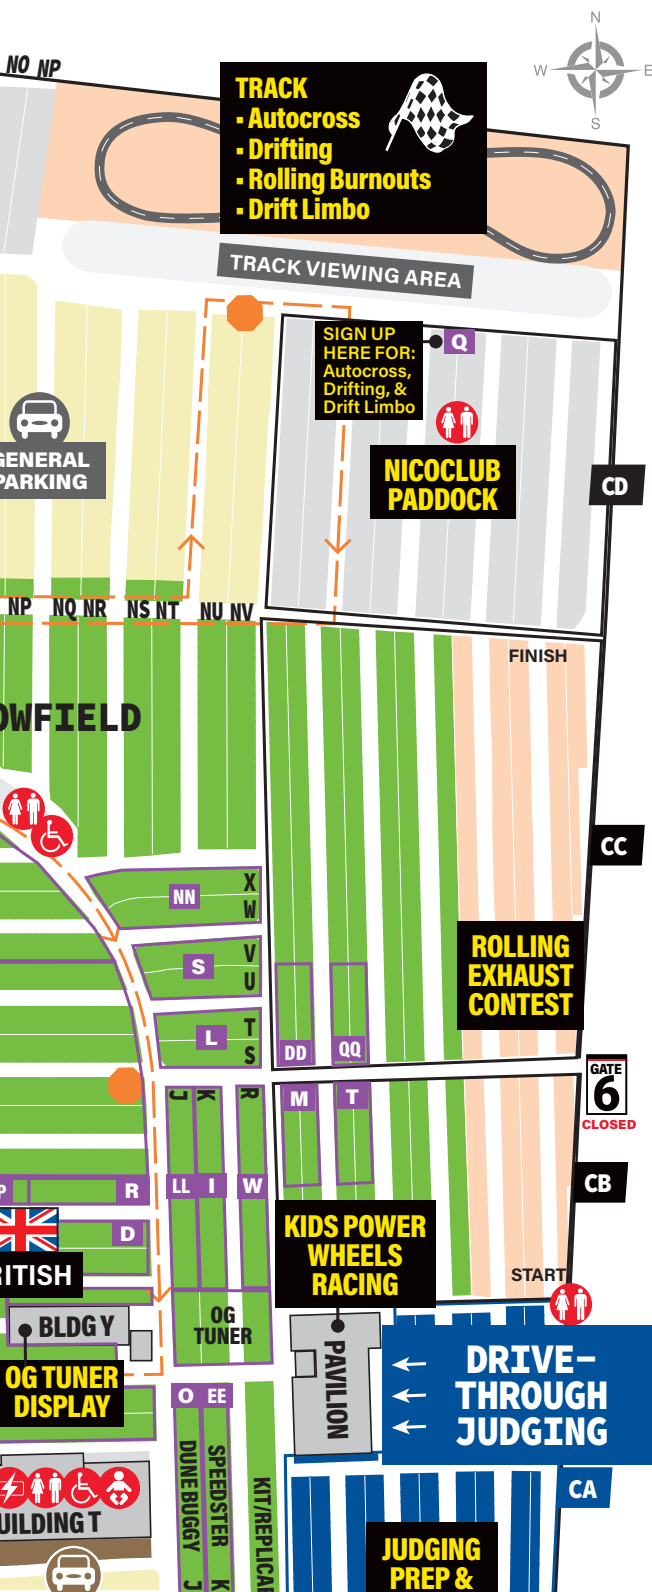 N
W
E
S
NO NP
TRACK
▪ Autocross
▪ Drifting
▪ Rolling Burnouts
▪ Drift Limbo
TRACK VIEWING AREA
SIGN UP
HERE FOR:
Autocross,
Drifting, &
Drift Limbo
Q
GENERAL
PARKING
NICOCLUB
PADDOCK
CD
NP NQ NR NS NT NU NV
FINISH
OWFIELD
CC
NN
X
W
S
V
U
L
T
S
ROLLING
EXHAUST
CONTEST
DD
QQ
GATE
6
CLOSED
J
K
R
M
T
CB
P
R
LL
I
W
D
RITISH
KIDS POWER
WHEELS
RACING
START
BLDG Y
OG
TUNER
PAVILION
DRIVE-
THROUGH
JUDGING
OG TUNER
DISPLAY
O
EE
DUNE BUGGY
SPEEDSTER
KIT/REPLICAR
CA
UILDING T
J
K
JUDGING
PREP &